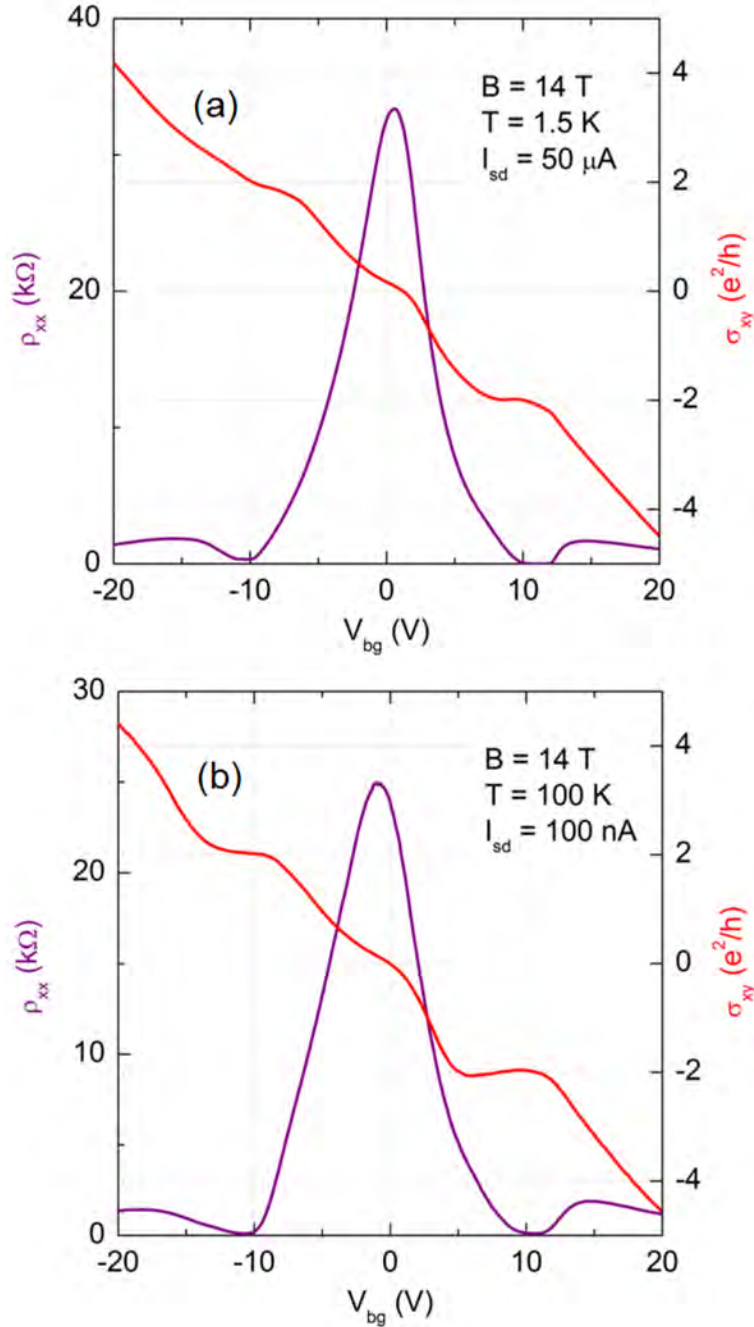 40
(a)
B = 14 T
T = 1.5 K
I_sd = 50 μA
4
2
20
0
-2
-4
0
ρ_xx (kΩ)
σ_xy (e²/h)
-20 -10 0 10 20
V_bg (V)
30
(b)
B = 14 T
T = 100 K
I_sd = 100 nA
4
20
2
0
10
-2
-4
0
ρ_xx (kΩ)
σ_xy (e²/h)
-20 -10 0 10 20
V_bg (V)